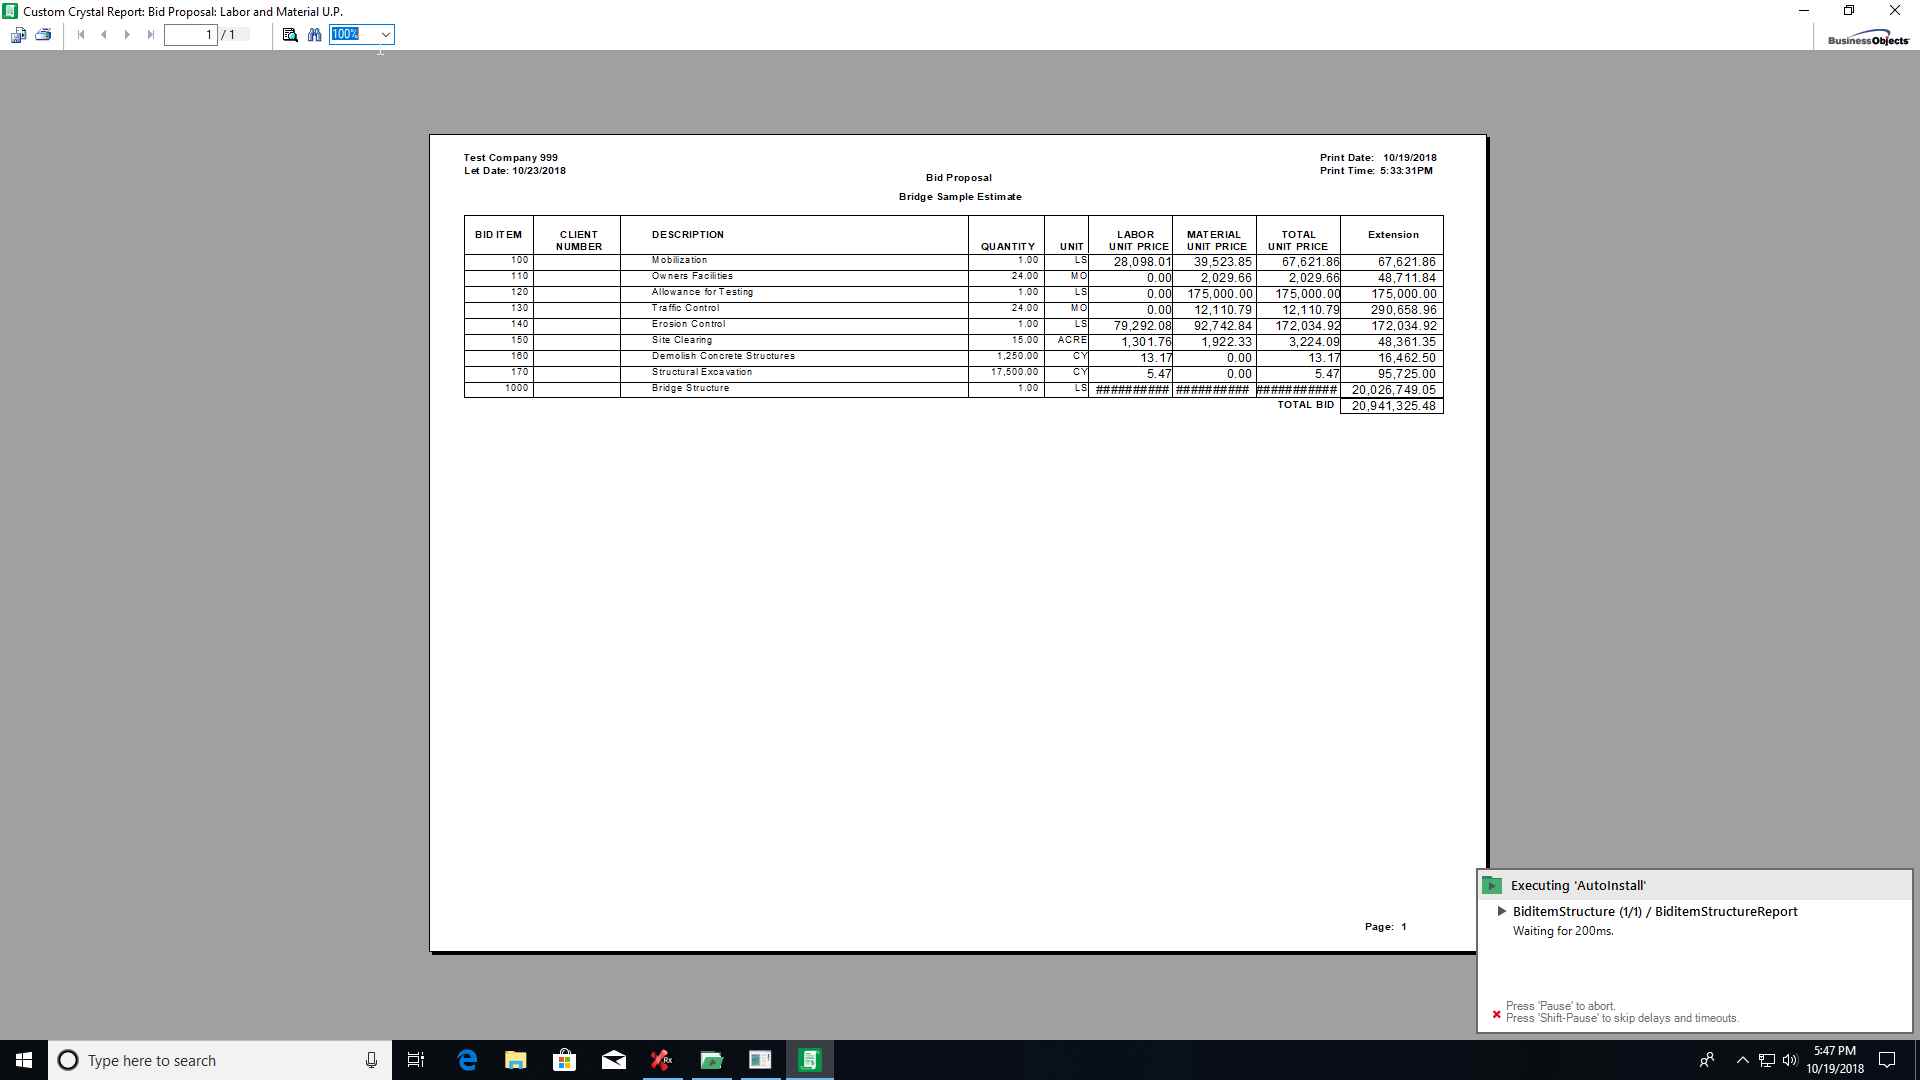 Custom Crystal Report: Bid Proposal: Labor and Material U.P.
1 / 1 100%
BusinessObjects
Test Company 999 Print Date: 10/19/2018
Let Date: 10/23/2018 Print Time: 5:33:31PM
Bid Proposal
Bridge Sample Estimate
BID ITEM CLIENT NUMBER DESCRIPTION QUANTITY UNIT LABOR UNIT PRICE MATERIAL UNIT PRICE TOTAL UNIT PRICE Extension
100 Mobilization 1.00 LS 28,098.01 39,523.85 67,621.86 67,621.86
110 Owners Facilities 24.00 MO 0.00 2,029.66 2,029.66 48,711.84
120 Allowance for Testing 1.00 LS 0.00 175,000.00 175,000.00 175,000.00
130 Traffic Control 24.00 MO 0.00 12,110.79 12,110.79 290,658.96
140 Erosion Control 1.00 LS 79,292.08 92,742.84 172,034.92 172,034.92
150 Site Clearing 15.00 ACRE 1,301.76 1,922.33 3,224.09 48,361.35
160 Demolish Concrete Structures 1,250.00 CY 13.17 0.00 13.17 16,462.50
170 Structural Excavation 17,500.00 CY 5.47 0.00 5.47 95,725.00
1000 Bridge Structure 1.00 LS ########## ########## ########### 20,026,749.05
TOTAL BID 20,941,325.48
Page: 1
Executing 'AutoInstall'
BiditemStructure (1/1) / BiditemStructureReport
Waiting for 200ms.
Press 'Pause' to abort.
Press 'Shift-Pause' to skip delays and timeouts.
Type here to search
Rx
5:47 PM
10/19/2018